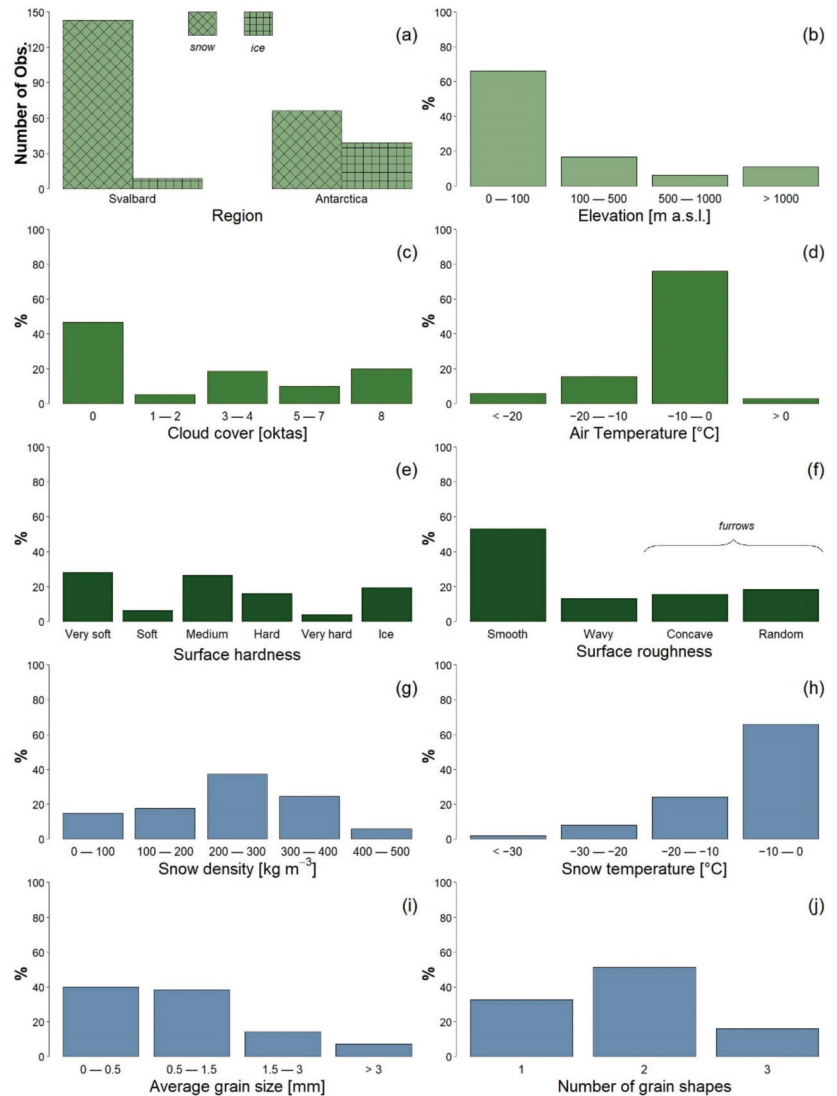 150
120
90
60
30
0
Number of Obs.
snow
ice
(a)
Svalbard
Antarctica
Region
100
80
60
40
20
0
%
(b)
0 — 100
100 — 500
500 — 1000
> 1000
Elevation [m a.s.l.]
100
80
60
40
20
0
%
(c)
0
1 — 2
3 — 4
5 — 7
8
Cloud cover [oktas]
100
80
60
40
20
0
%
(d)
< −20
−20 — −10
−10 — 0
> 0
Air Temperature [°C]
100
80
60
40
20
0
%
(e)
Very soft
Soft
Medium
Hard
Very hard
Ice
Surface hardness
100
80
60
40
20
0
%
(f)
furrows
Smooth
Wavy
Concave
Random
Surface roughness
100
80
60
40
20
0
%
(g)
0 — 100
100 — 200
200 — 300
300 — 400
400 — 500
Snow density [kg m⁻³]
100
80
60
40
20
0
%
(h)
< −30
−30 — −20
−20 — −10
−10 — 0
Snow temperature [°C]
100
80
60
40
20
0
%
(i)
0 — 0.5
0.5 — 1.5
1.5 — 3
> 3
Average grain size [mm]
100
80
60
40
20
0
%
(j)
1
2
3
Number of grain shapes